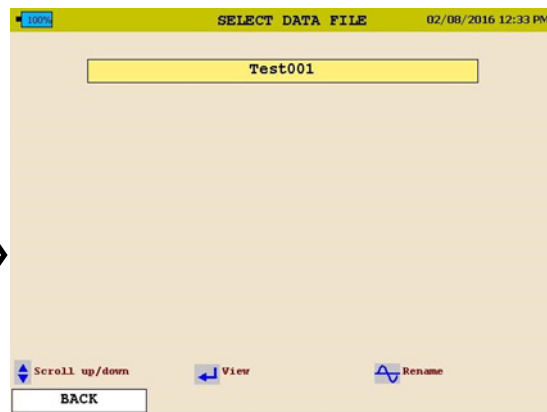 100% SELECT DATA FILE 02/08/2016 12:33 PM
Test001
Scroll up/down View Rename
BACK